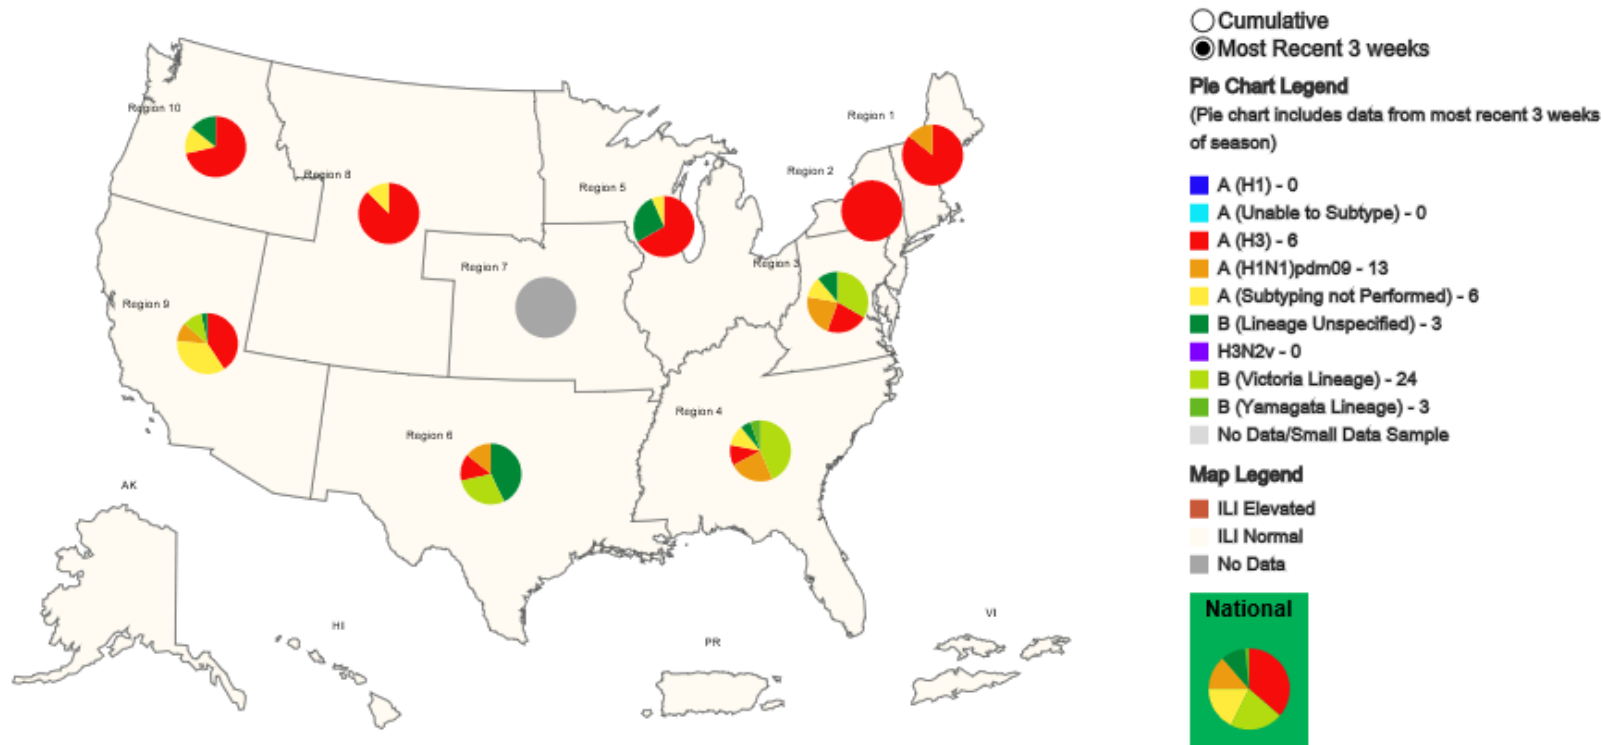 Cumulative
Most Recent 3 weeks
Pie Chart Legend
(Pie chart includes data from most recent 3 weeks
of season)
A (H1) - 0
A (Unable to Subtype) - 0
A (H3) - 6
A (H1N1)pdm09 - 13
A (Subtyping not Performed) - 6
B (Lineage Unspecified) - 3
H3N2v - 0
B (Victoria Lineage) - 24
B (Yamagata Lineage) - 3
No Data/Small Data Sample
Map Legend
ILI Elevated
ILI Normal
No Data
National
Region 10
Region 1
Region 8
Region 2
Region 5
Region 7
Region 3
Region 9
Region 4
Region 6
AK
HI
PR
VI